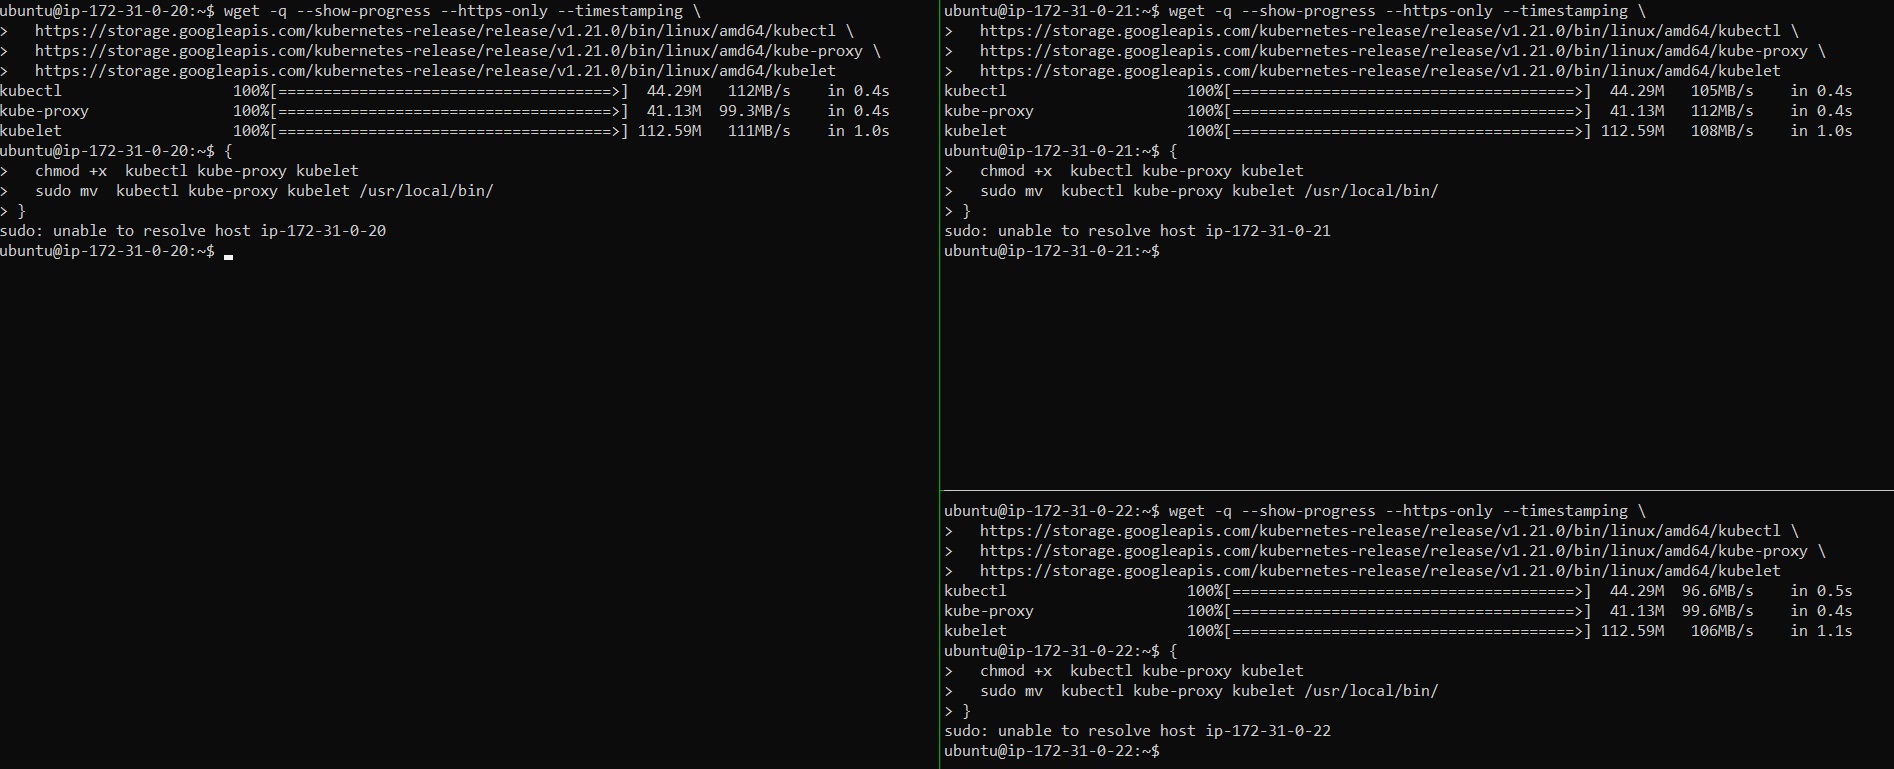 ubuntu@ip-172-31-0-20:~$ wget -q --show-progress --https-only --timestamping \
>   https://storage.googleapis.com/kubernetes-release/release/v1.21.0/bin/linux/amd64/kubectl \
>   https://storage.googleapis.com/kubernetes-release/release/v1.21.0/bin/linux/amd64/kube-proxy \
>   https://storage.googleapis.com/kubernetes-release/release/v1.21.0/bin/linux/amd64/kubelet
kubectl                   100%[=====================================>]  44.29M   112MB/s    in 0.4s
kube-proxy                100%[=====================================>]  41.13M  99.3MB/s    in 0.4s
kubelet                   100%[=====================================>] 112.59M   111MB/s    in 1.0s
ubuntu@ip-172-31-0-20:~$ {
>   chmod +x  kubectl kube-proxy kubelet
>   sudo mv  kubectl kube-proxy kubelet /usr/local/bin/
> }
sudo: unable to resolve host ip-172-31-0-20
ubuntu@ip-172-31-0-20:~$
ubuntu@ip-172-31-0-21:~$ wget -q --show-progress --https-only --timestamping \
>   https://storage.googleapis.com/kubernetes-release/release/v1.21.0/bin/linux/amd64/kubectl \
>   https://storage.googleapis.com/kubernetes-release/release/v1.21.0/bin/linux/amd64/kube-proxy \
>   https://storage.googleapis.com/kubernetes-release/release/v1.21.0/bin/linux/amd64/kubelet
kubectl                    100%[======================================>]  44.29M   105MB/s    in 0.4s
kube-proxy                 100%[======================================>]  41.13M   112MB/s    in 0.4s
kubelet                    100%[======================================>] 112.59M   108MB/s    in 1.0s
ubuntu@ip-172-31-0-21:~$ {
>   chmod +x  kubectl kube-proxy kubelet
>   sudo mv  kubectl kube-proxy kubelet /usr/local/bin/
> }
sudo: unable to resolve host ip-172-31-0-21
ubuntu@ip-172-31-0-21:~$
ubuntu@ip-172-31-0-22:~$ wget -q --show-progress --https-only --timestamping \
>   https://storage.googleapis.com/kubernetes-release/release/v1.21.0/bin/linux/amd64/kubectl \
>   https://storage.googleapis.com/kubernetes-release/release/v1.21.0/bin/linux/amd64/kube-proxy \
>   https://storage.googleapis.com/kubernetes-release/release/v1.21.0/bin/linux/amd64/kubelet
kubectl                    100%[======================================>]  44.29M  96.6MB/s    in 0.5s
kube-proxy                 100%[======================================>]  41.13M  99.6MB/s    in 0.4s
kubelet                    100%[======================================>] 112.59M   106MB/s    in 1.1s
ubuntu@ip-172-31-0-22:~$ {
>   chmod +x  kubectl kube-proxy kubelet
>   sudo mv  kubectl kube-proxy kubelet /usr/local/bin/
> }
sudo: unable to resolve host ip-172-31-0-22
ubuntu@ip-172-31-0-22:~$